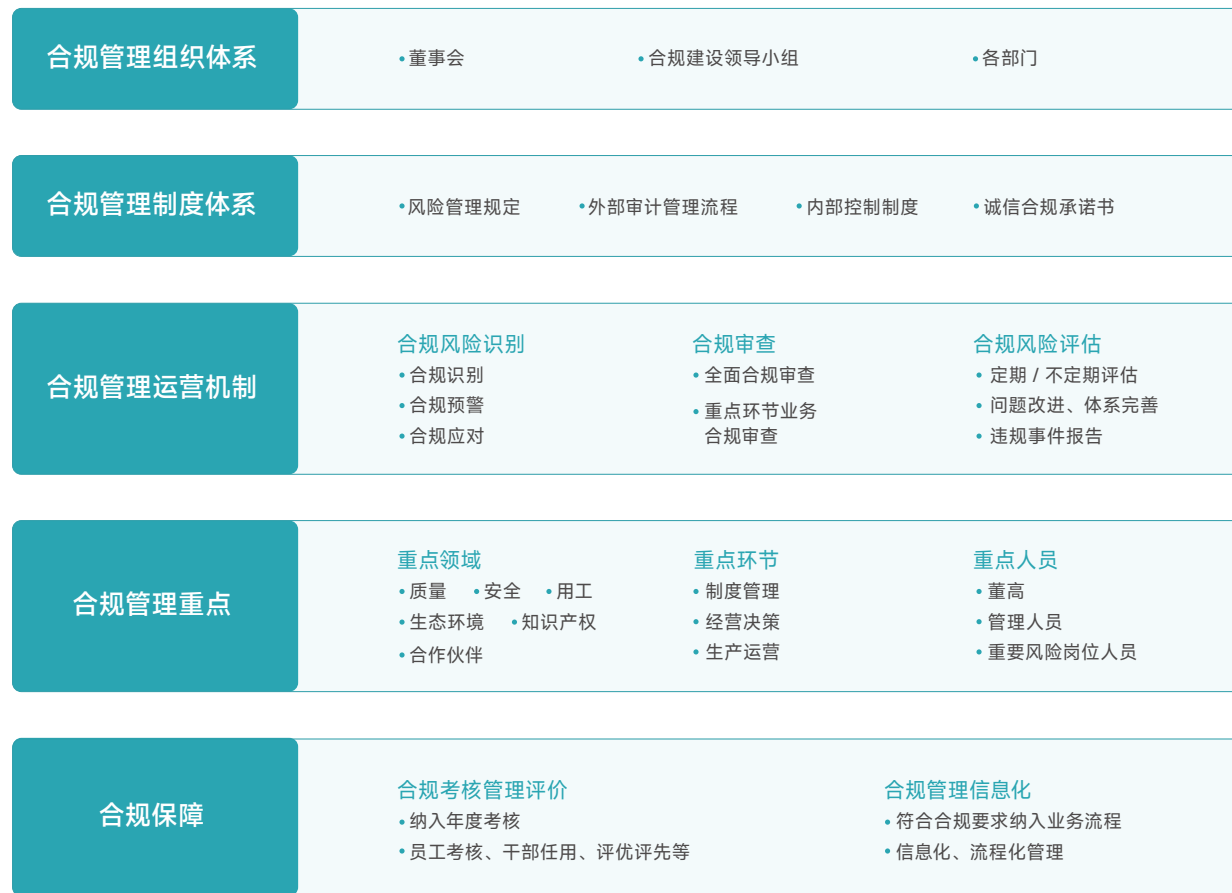 合规管理组织体系
•董事会
•合规建设领导小组
•各部门
合规管理制度体系
•风险管理规定
•外部审计管理流程
•内部控制制度
•诚信合规承诺书
合规管理运营机制
合规风险识别
•合规识别
•合规预警
•合规应对
合规审查
•全面合规审查
•重点环节业务
合规审查
合规风险评估
• 定期 / 不定期评估
• 问题改进、体系完善
• 违规事件报告
合规管理重点
重点领域
•质量 •安全 •用工
•生态环境 •知识产权
•合作伙伴
重点环节
•制度管理
•经营决策
•生产运营
重点人员
•董高
•管理人员
•重要风险岗位人员
合规保障
合规考核管理评价
•纳入年度考核
•员工考核、干部任用、评优评先等
合规管理信息化
•符合合规要求纳入业务流程
•信息化、流程化管理